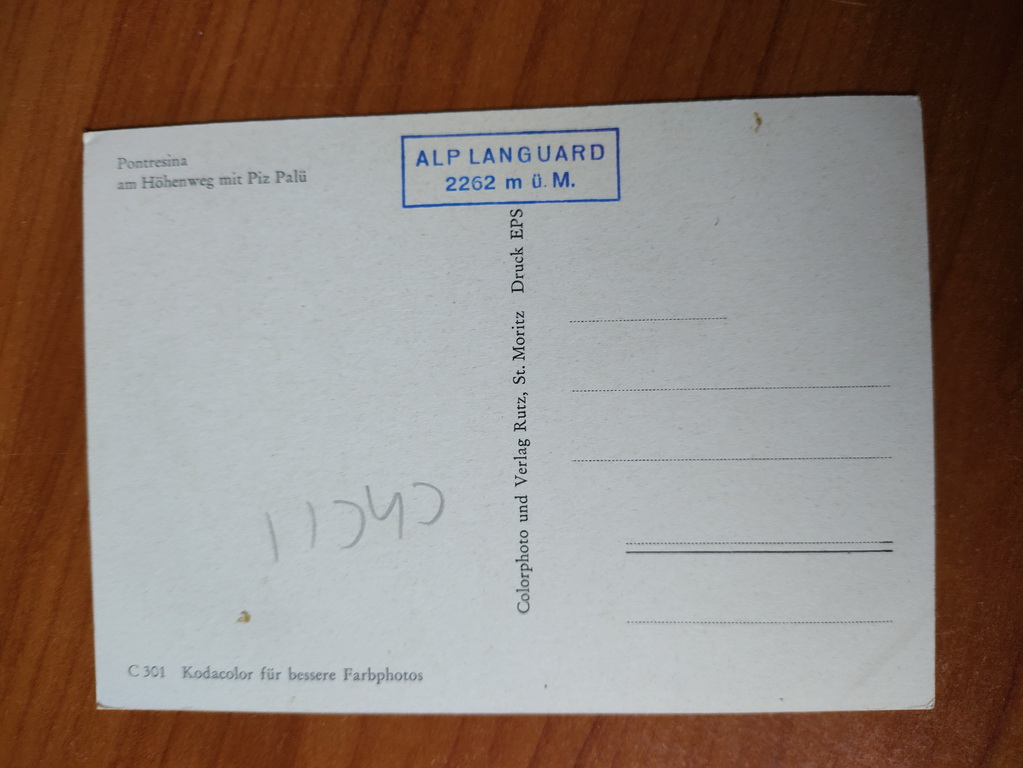 Pontresina
am Höhenweg mit Piz Palü
ALP LANGUARD
2262 m ü. M.
Colorphoto und Verlag Rutz, St. Moritz Druck EPS
C 301 Kodacolor für bessere Farbphotos